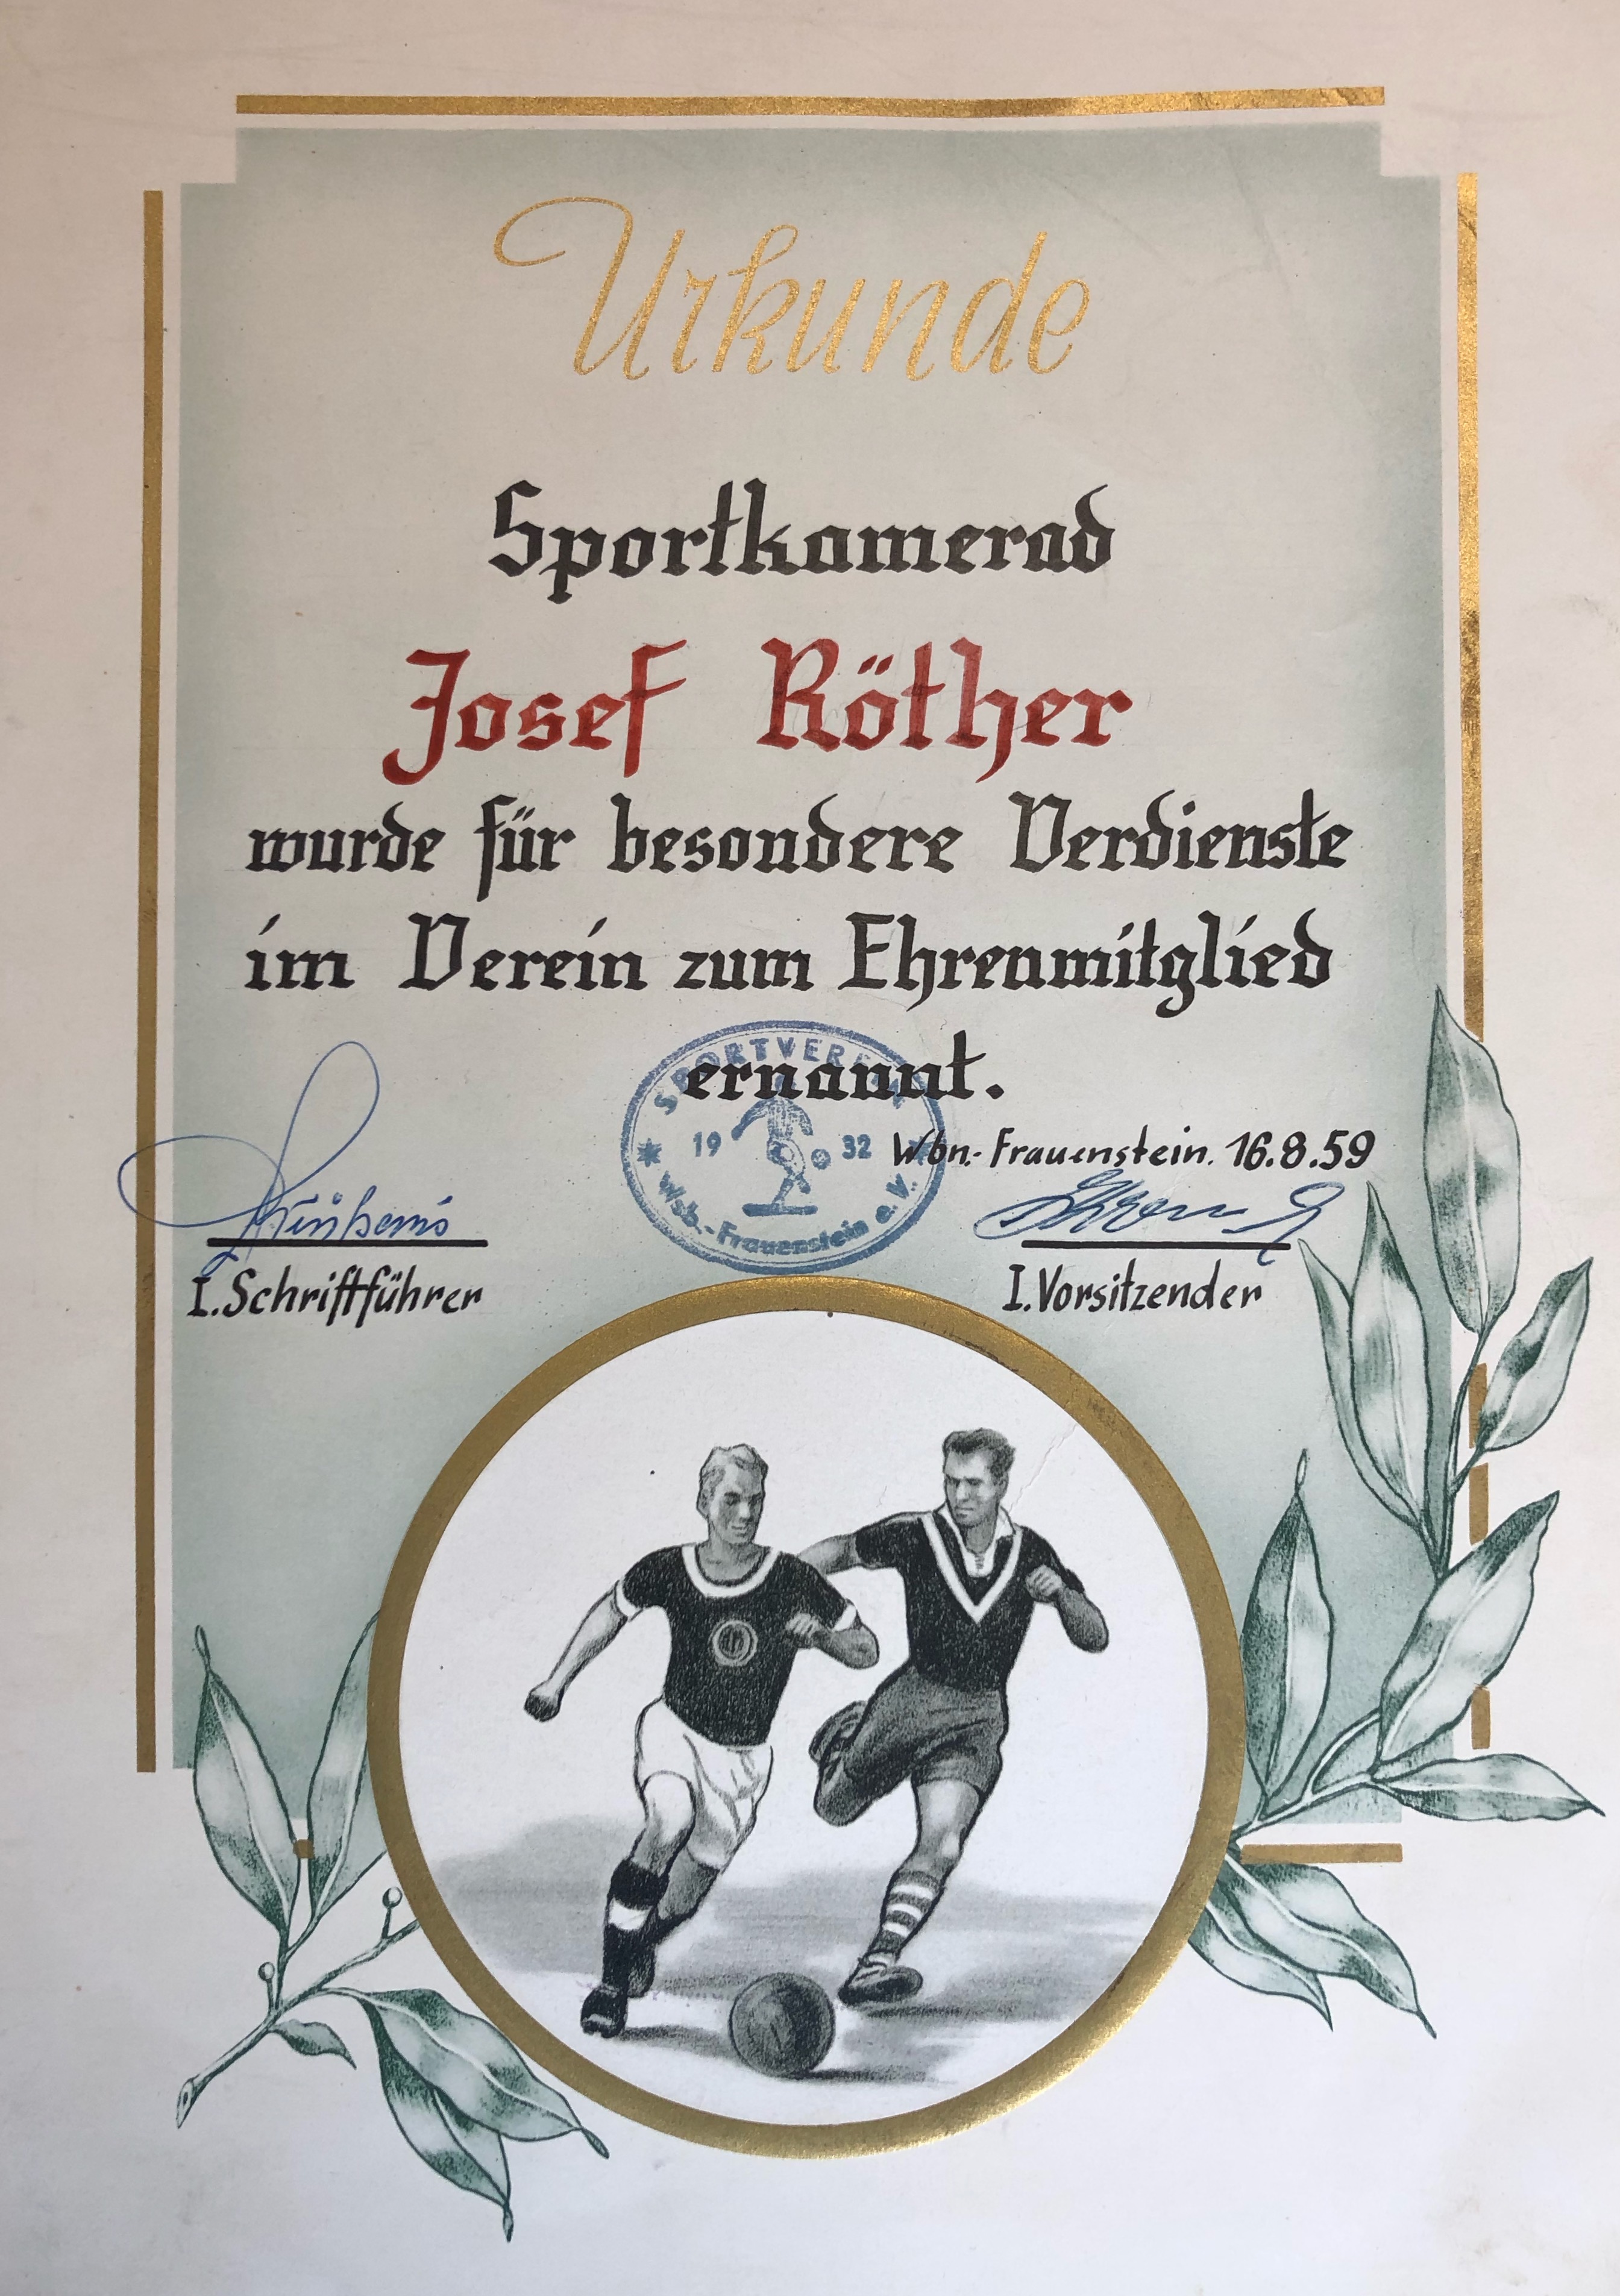 Urkunde
Sportkamerad
Josef Röther
wurde für besondere Verdienste
im Verein zum Ehrenmitglied
ernannt.
SPORTVEREIN
19 32
Wsb.-Frauenstein e.V.
Wbn.-Frauenstein. 16.8.59
I. Schriftführer
I. Vorsitzender